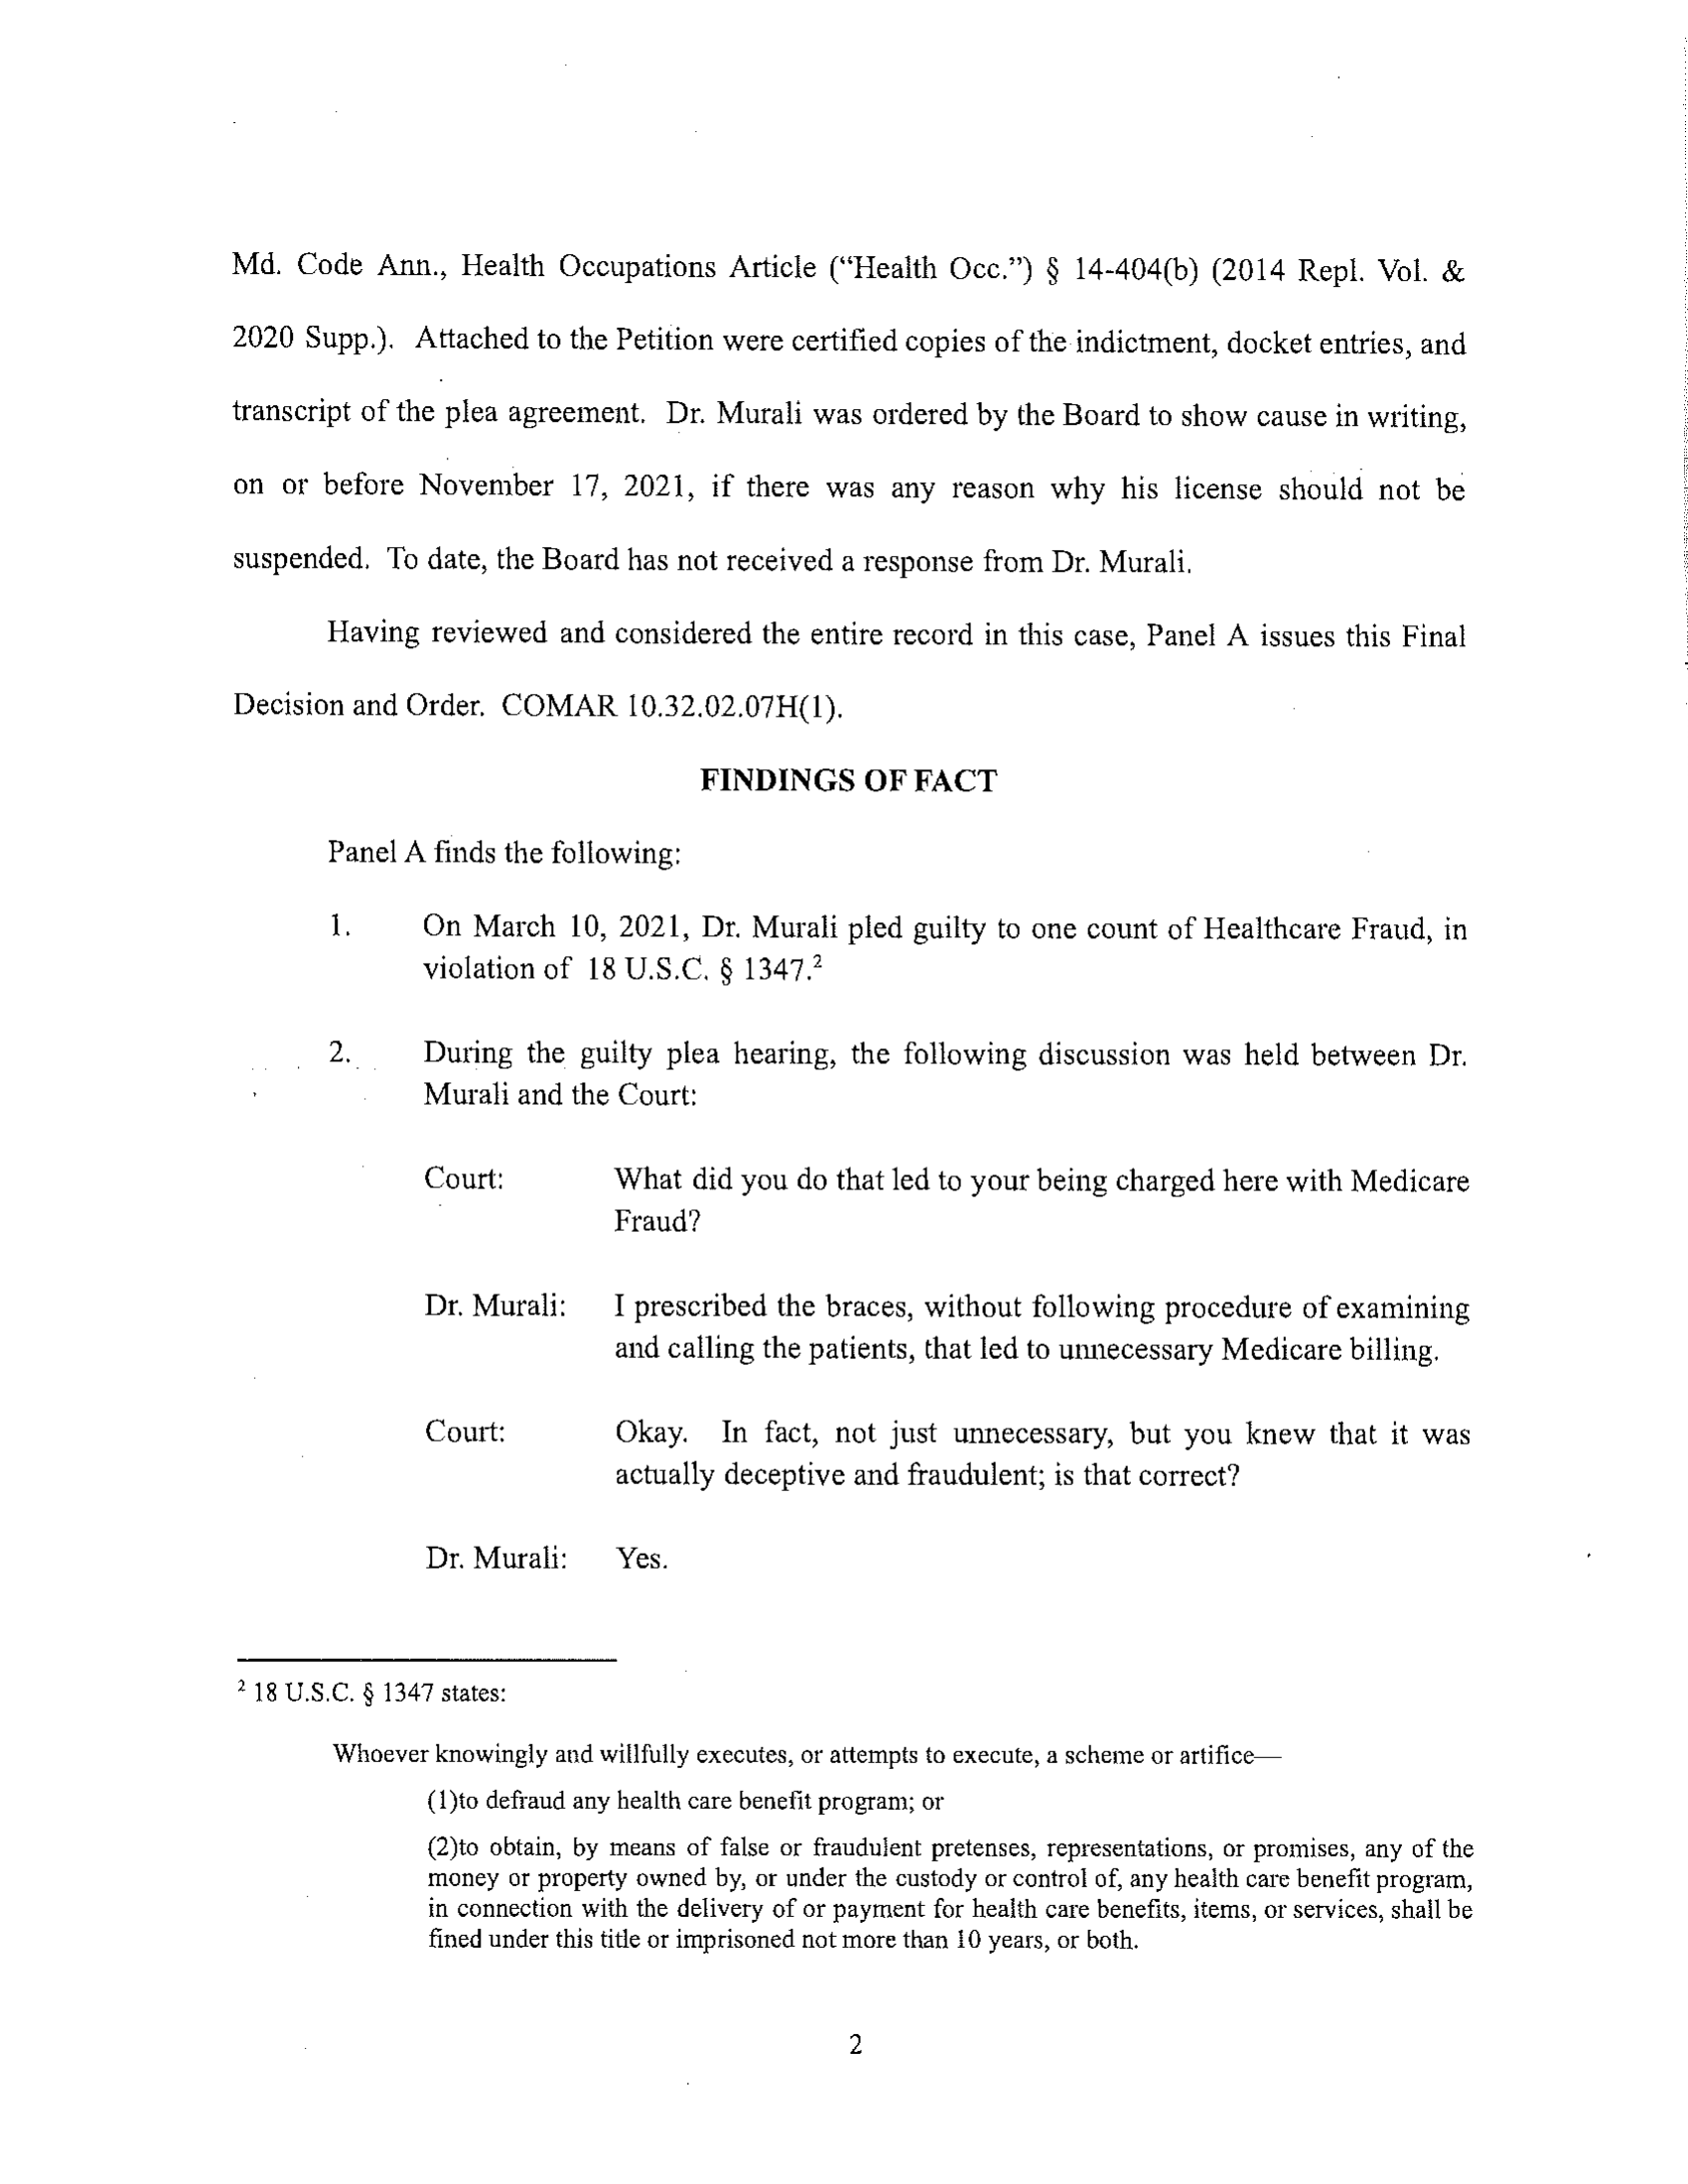 Md. Code Ann., Health Occupations Article (“Health Occ.”) § 14-404(b) (2014 Repl. Vol. &
2020 Supp.). Attached to the Petition were certified copies of the indictment, docket entries, and
transcript of the plea agreement. Dr. Murali was ordered by the Board to show cause in writing,
on or before November 17, 2021, if there was any reason why his license should not be
suspended. To date, the Board has not received a response from Dr. Murali.
Having reviewed and considered the entire record in this case, Panel A issues this Final
Decision and Order. COMAR 10.32.02.07H(1).
FINDINGS OF FACT
Panel A finds the following:
1. On March 10, 2021, Dr. Murali pled guilty to one count of Healthcare Fraud, in
violation of 18 U.S.C. § 1347.²
2. During the guilty plea hearing, the following discussion was held between Dr.
Murali and the Court:
Court: What did you do that led to your being charged here with Medicare
Fraud?
Dr. Murali: I prescribed the braces, without following procedure of examining
and calling the patients, that led to unnecessary Medicare billing.
Court: Okay. In fact, not just unnecessary, but you knew that it was
actually deceptive and fraudulent; is that correct?
Dr. Murali: Yes.
² 18 U.S.C. § 1347 states:
Whoever knowingly and willfully executes, or attempts to execute, a scheme or artifice—
(1)to defraud any health care benefit program; or
(2)to obtain, by means of false or fraudulent pretenses, representations, or promises, any of the
money or property owned by, or under the custody or control of, any health care benefit program,
in connection with the delivery of or payment for health care benefits, items, or services, shall be
fined under this title or imprisoned not more than 10 years, or both.
2